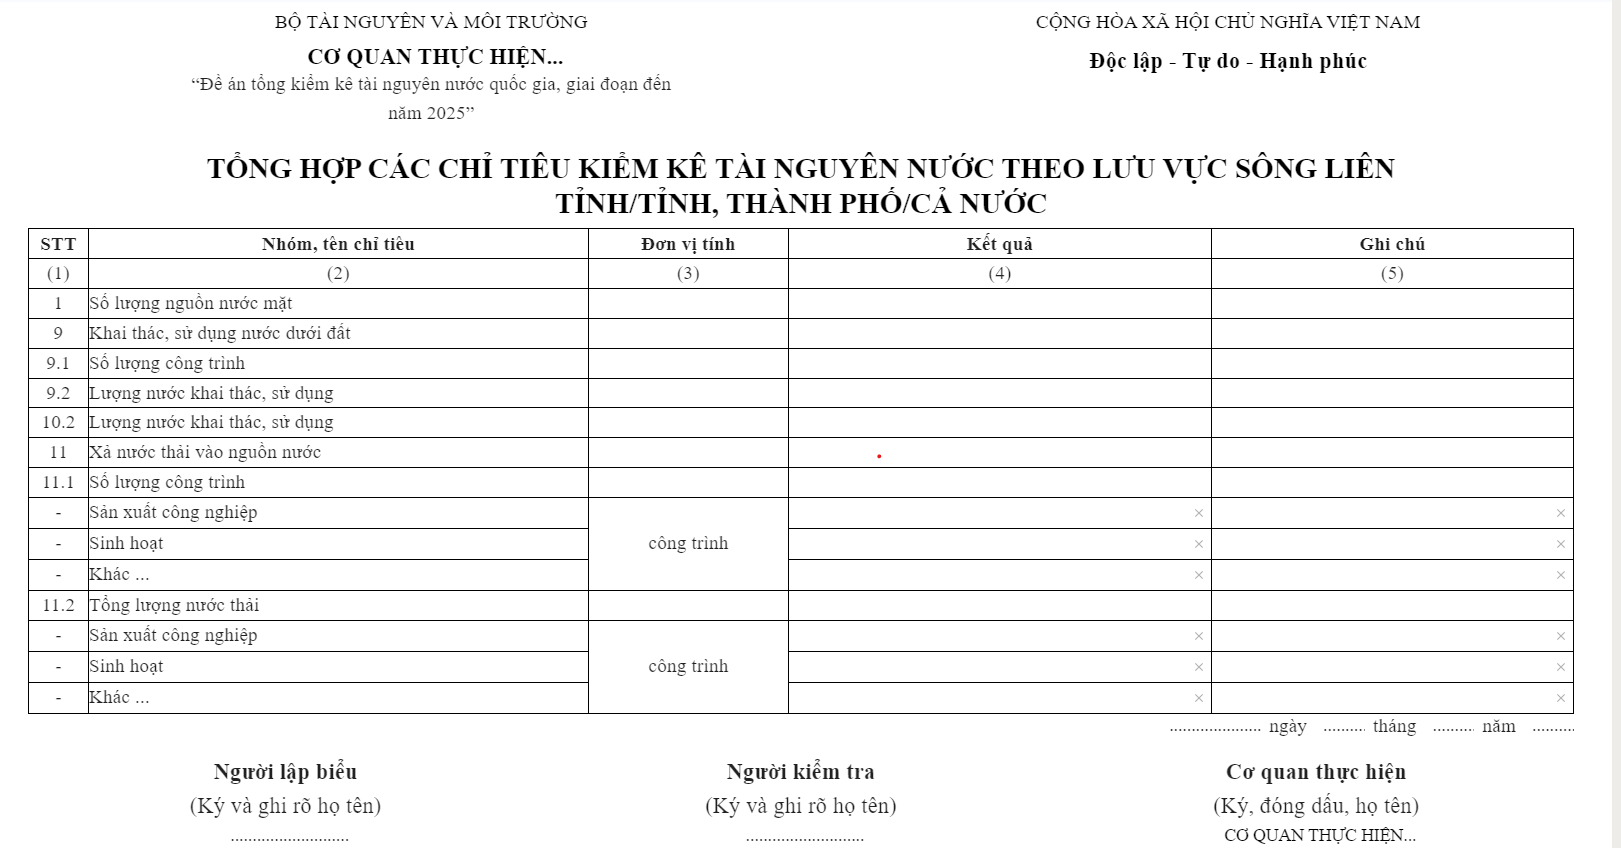 BỘ TÀI NGUYÊN VÀ MÔI TRƯỜNG
CƠ QUAN THỰC HIỆN...
“Đề án tổng kiểm kê tài nguyên nước quốc gia, giai đoạn đến
năm 2025”
CỘNG HÒA XÃ HỘI CHỦ NGHĨA VIỆT NAM
Độc lập - Tự do - Hạnh phúc
TỔNG HỢP CÁC CHỈ TIÊU KIỂM KÊ TÀI NGUYÊN NƯỚC THEO LƯU VỰC SÔNG LIÊN
TỈNH/TỈNH, THÀNH PHỐ/CẢ NƯỚC
STT Nhóm, tên chỉ tiêu Đơn vị tính Kết quả Ghi chú
(1) (2) (3) (4) (5)
1 Số lượng nguồn nước mặt
9 Khai thác, sử dụng nước dưới đất
9.1 Số lượng công trình
9.2 Lượng nước khai thác, sử dụng
10.2 Lượng nước khai thác, sử dụng
11 Xả nước thải vào nguồn nước
11.1 Số lượng công trình
- Sản xuất công nghiệp × ×
- Sinh hoạt công trình × ×
- Khác ... × ×
11.2 Tổng lượng nước thải
- Sản xuất công nghiệp × ×
- Sinh hoạt công trình × ×
- Khác ... × ×
..................... ngày .......... tháng .......... năm ..........
Người lập biểu Người kiểm tra Cơ quan thực hiện
(Ký và ghi rõ họ tên) (Ký và ghi rõ họ tên) (Ký, đóng dấu, họ tên)
........................... ........................... CƠ QUAN THỰC HIỆN...